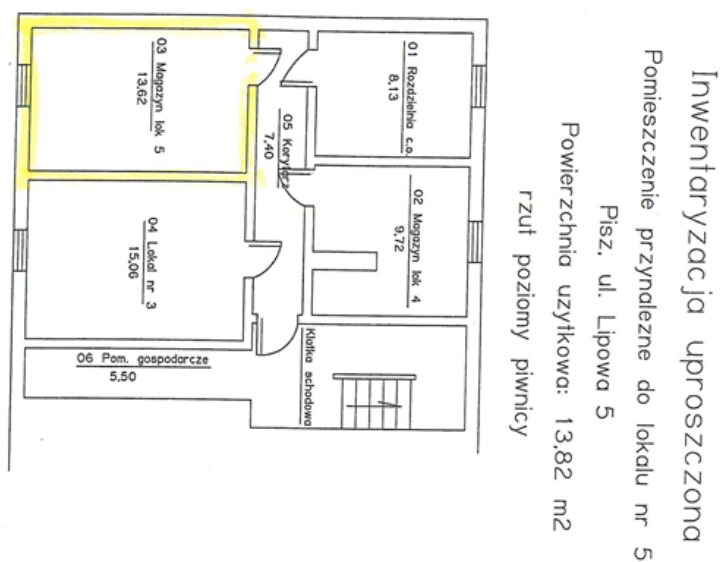 Inwentaryzacja uproszczona
Pomieszczenie przynalezne do lokalu nr 5
Pisz, ul. Lipowa 5
Powierzchnia uzytkowa: 13,82 m2
rzut poziomy piwnicy
01 Rozdzielnia c.o.
8,13
02 Magazyn lok 4
9,72
03 Magazyn lok 5
13,62
04 Lokal nr 3
15,06
05 Korytarz
7,40
06 Pom. gospodarcze
5,50
Klatka schodowa